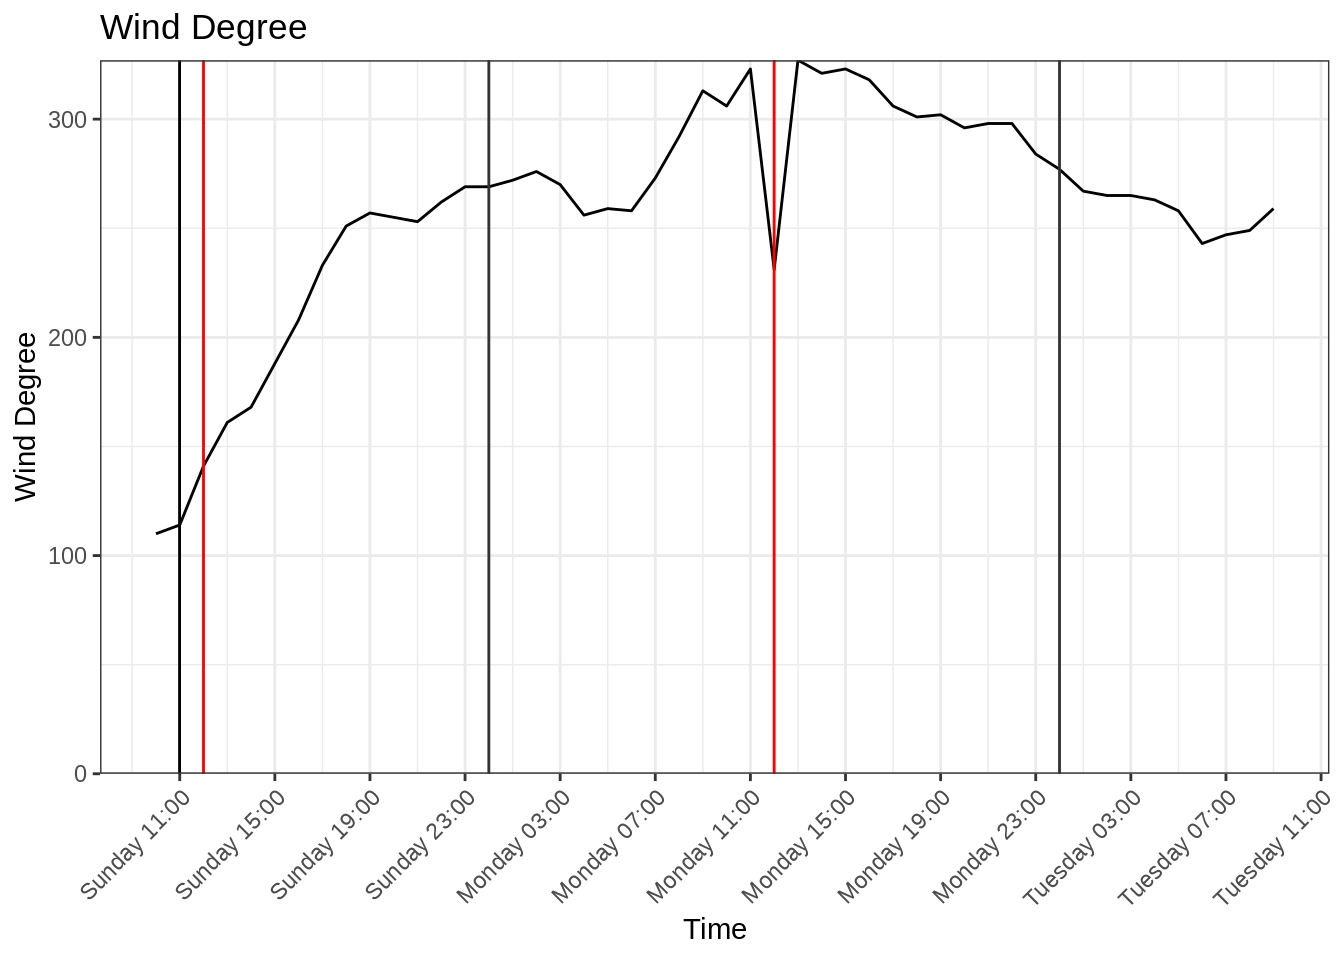 Wind Degree
Wind Degree
300
200
100
0
Sunday 11:00
Sunday 15:00
Sunday 19:00
Sunday 23:00
Monday 03:00
Monday 07:00
Monday 11:00
Monday 15:00
Monday 19:00
Monday 23:00
Tuesday 03:00
Tuesday 07:00
Tuesday 11:00
Time